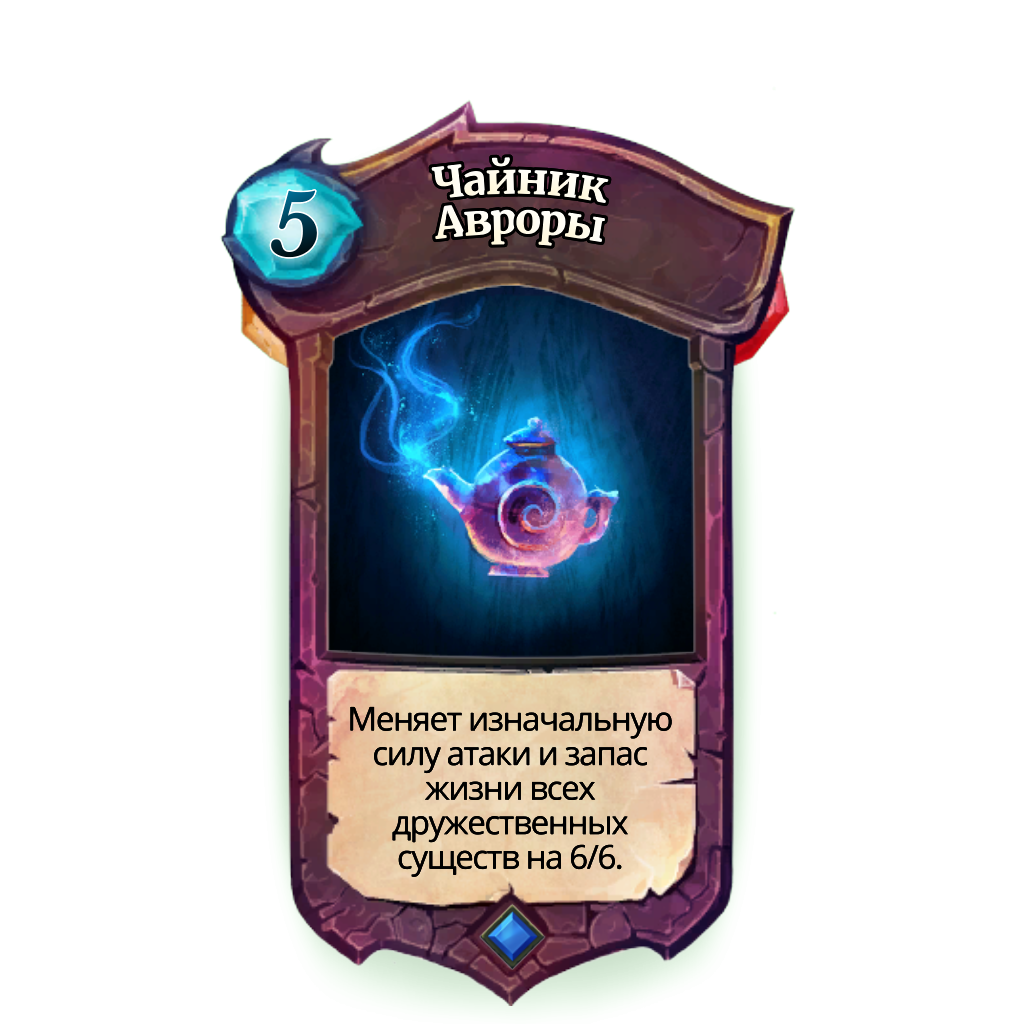 5
Чайник
Авроры
Меняет изначальную
силу атаки и запас
жизни всех
дружественных
существ на 6/6.